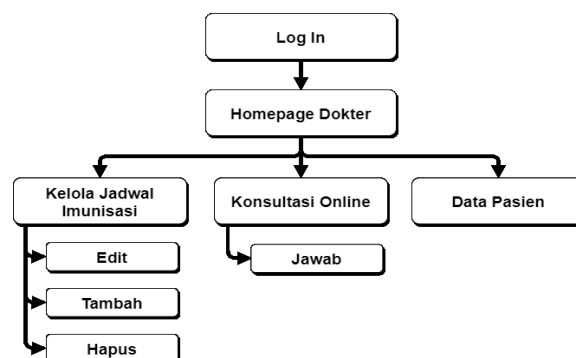 Log In
Homepage Dokter
Kelola Jadwal
Imunisasi
Konsultasi Online
Data Pasien
Edit
Jawab
Tambah
Hapus